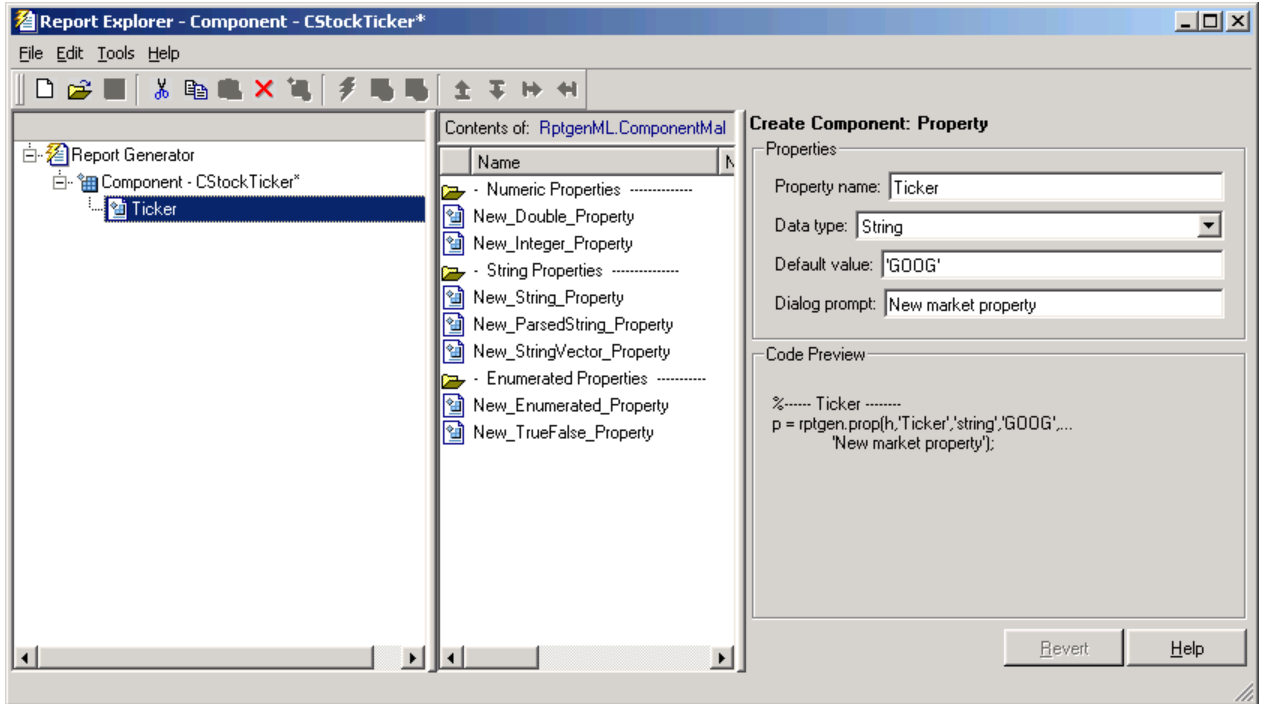 Report Explorer - Component - CStockTicker*
File Edit Tools Help
Report Generator
Component - CStockTicker*
Ticker
Contents of: RptgenML.ComponentMal
Name N
- Numeric Properties -------------
New_Double_Property
New_Integer_Property
- String Properties --------------
New_String_Property
New_ParsedString_Property
New_StringVector_Property
- Enumerated Properties ----------
New_Enumerated_Property
New_TrueFalse_Property
Create Component: Property
Properties
Property name: Ticker
Data type: String
Default value: 'GOOG'
Dialog prompt: New market property
Code Preview
%------ Ticker --------
p = rptgen.prop(h,'Ticker','string','GOOG',...
'New market property');
Revert Help